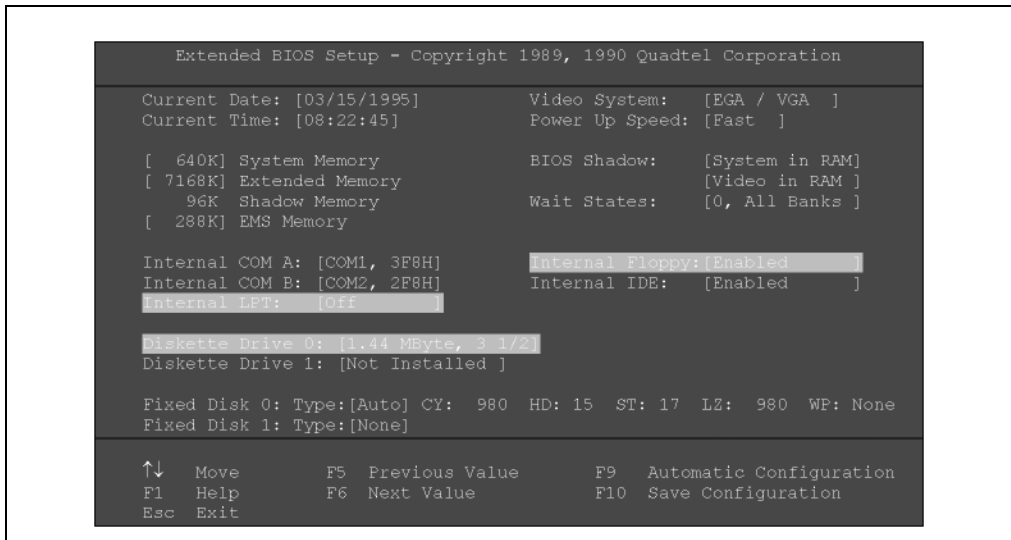 Extended BIOS Setup - Copyright 1989, 1990 Quadtel Corporation
Current Date: [03/15/1995] Video System: [EGA / VGA ]
Current Time: [08:22:45] Power Up Speed: [Fast ]
[ 640K] System Memory BIOS Shadow: [System in RAM]
[ 7168K] Extended Memory [Video in RAM ]
96K Shadow Memory Wait States: [0, All Banks ]
[ 288K] EMS Memory
Internal COM A: [COM1, 3F8H] Internal Floppy:[Enabled ]
Internal COM B: [COM2, 2F8H] Internal IDE: [Enabled ]
Internal LPT: [Off ]
Diskette Drive 0: [1.44 MByte, 3 1/2]
Diskette Drive 1: [Not Installed ]
Fixed Disk 0: Type:[Auto] CY: 980 HD: 15 ST: 17 LZ: 980 WP: None
Fixed Disk 1: Type:[None]
↑↓ Move F5 Previous Value F9 Automatic Configuration
F1 Help F6 Next Value F10 Save Configuration
Esc Exit